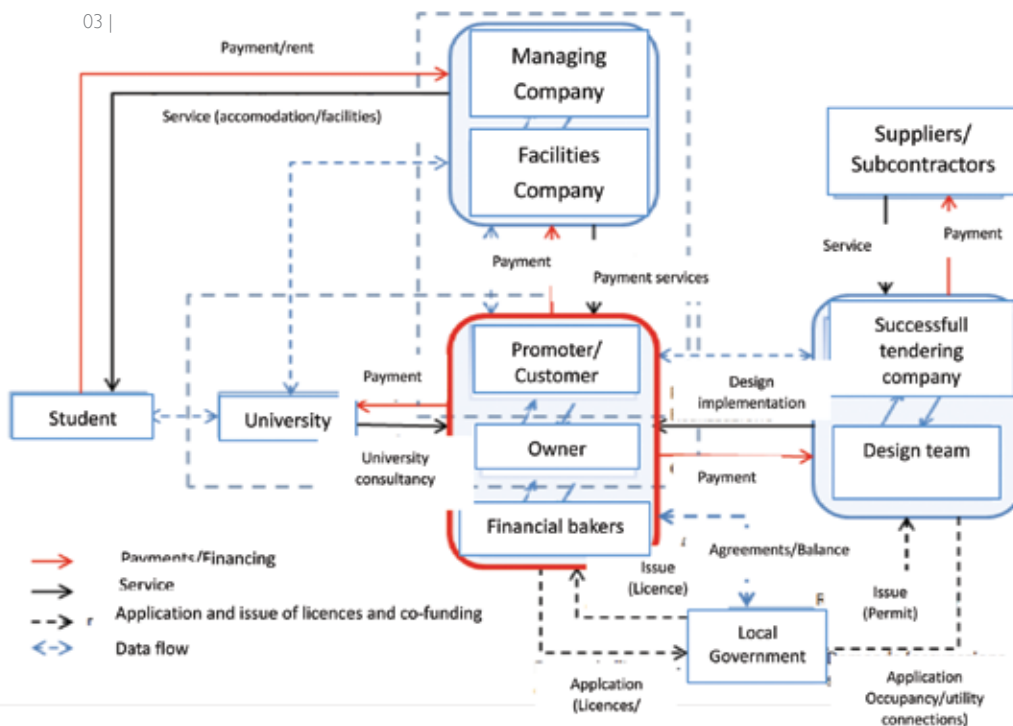 03 |
Payment/rent
Service (accomodation/facilities)
Managing
Company
Facilities
Company
Suppliers/
Subcontractors
Service
Payment
Payment
Payment services
Promoter/
Customer
Owner
Financial bakers
Successfull
tendering
company
Design team
Student
University
Payment
University
consultancy
Design
implementation
Payment
Agreements/Balance
Issue
(Licence)
Issue
(Permit)
Local
Government
Applcation
(Licences/
Application
Occupancy/utility
connections]
Payments/Financing
Service
Application and issue of licences and co-funding
Data flow